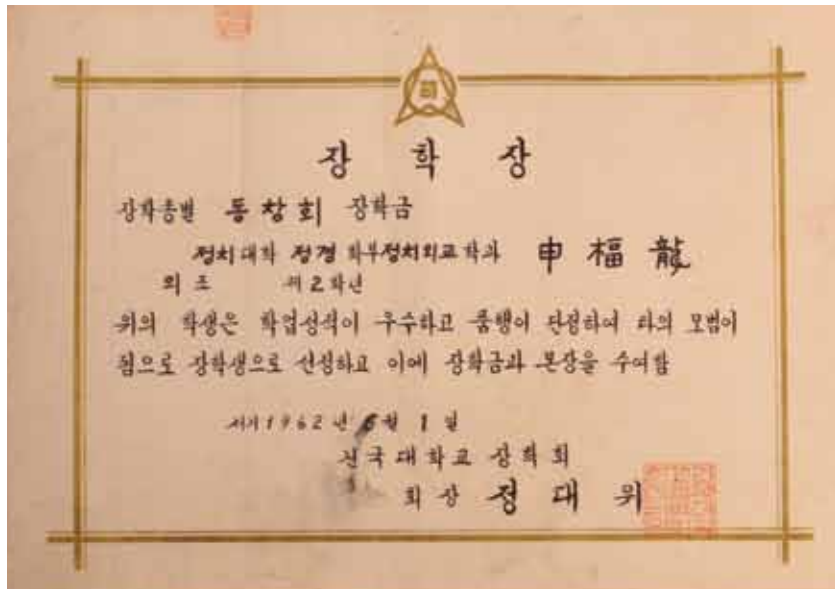 장 학 장
장학종별 동창회 장학금
정치대학 정경학부정치외교학과 申福龍
제2학년
위의 학생은 학업성적이 우수하고 품행이 단정하여 타의 모범이
됨으로 장학생으로 선정하고 이에 장학금과 본장을 수여함
서기1962년 6월 1일
건국대학교 장학회
회장 정대위